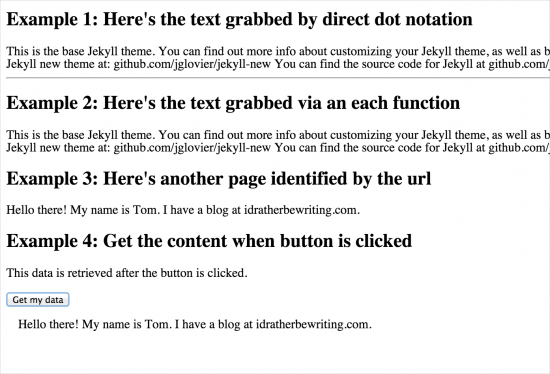 Example 1: Here's the text grabbed by direct dot notation
This is the base Jekyll theme. You can find out more info about customizing your Jekyll theme, as well as b
Jekyll new theme at: github.com/jglovier/jekyll-new You can find the source code for Jekyll at github.com/j
Example 2: Here's the text grabbed via an each function
This is the base Jekyll theme. You can find out more info about customizing your Jekyll theme, as well as b
Jekyll new theme at: github.com/jglovier/jekyll-new You can find the source code for Jekyll at github.com/j
Example 3: Here's another page identified by the url
Hello there! My name is Tom. I have a blog at idratherbewriting.com.
Example 4: Get the content when button is clicked
This data is retrieved after the button is clicked.
Get my data
Hello there! My name is Tom. I have a blog at idratherbewriting.com.